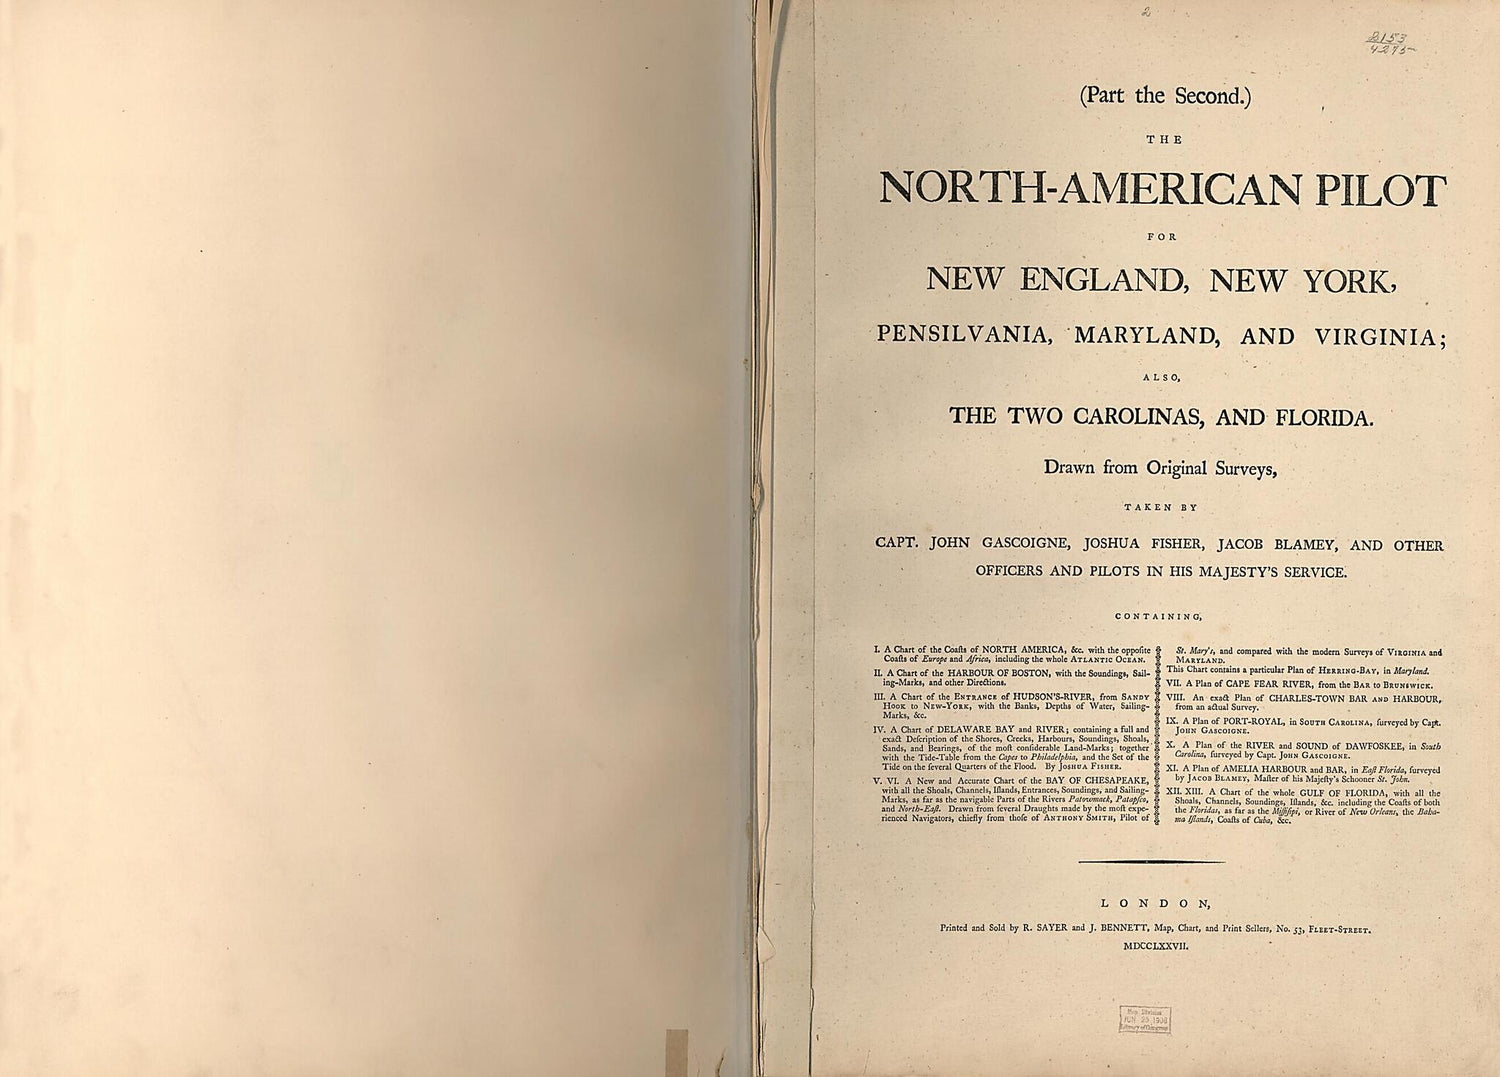 2
2153
4275
(Part the Second.)
THE
NORTH-AMERICAN PILOT
FOR
NEW ENGLAND, NEW YORK,
PENSILVANIA, MARYLAND, AND VIRGINIA;
ALSO,
THE TWO CAROLINAS, AND FLORIDA.
Drawn from Original Surveys,
TAKEN BY
CAPT. JOHN GASCOIGNE, JOSHUA FISHER, JACOB BLAMEY, AND OTHER
OFFICERS AND PILOTS IN HIS MAJESTY'S SERVICE.
CONTAINING,
I. A Chart of the Coaſts of NORTH AMERICA, &c. with the oppoſite
Coaſts of Europe and Africa, including the whole ATLANTIC OCEAN.
II. A Chart of the HARBOUR OF BOSTON, with the Soundings, Sail-
ing-Marks, and other Directions.
III. A Chart of the ENTRANCE of HUDSON'S-RIVER, from SANDY
HOOK to NEW-YORK, with the Banks, Depths of Water, Sailing-
Marks, &c.
IV. A Chart of DELAWARE BAY and RIVER; containing a full and
exact Deſcription of the Shores, Creeks, Harbours, Soundings, Shoals,
Sands, and Bearings, of the moſt conſiderable Land-Marks; together
with the Tide-Table from the Capes to Philadelphia, and the Set of the
Tide on the ſeveral Quarters of the Flood. By JOSHUA FISHER.
V. VI. A New and Accurate Chart of the BAY OF CHESAPEAKE,
with all the Shoals, Channels, Iſlands, Entrances, Soundings, and Sailing-
Marks, as far as the navigable Parts of the Rivers Patowmack, Patapſco,
and North-Eaſt. Drawn from ſeveral Draughts made by the moſt expe-
rienced Navigators, chiefly from thoſe of ANTHONY SMITH, Pilot of
St. Mary's, and compared with the modern Surveys of VIRGINIA and
MARYLAND.
This Chart contains a particular Plan of HERRING-BAY, in Maryland.
VII. A Plan of CAPE FEAR RIVER, from the BAR to BRUNSWICK.
VIII. An exact Plan of CHARLES-TOWN BAR AND HARBOUR,
from an actual Survey.
IX. A Plan of PORT-ROYAL, in SOUTH CAROLINA, ſurveyed by Capt.
JOHN GASCOIGNE.
X. A Plan of the RIVER and SOUND of DAWFOSKEE, in South
Carolina, ſurveyed by Capt. JOHN GASCOIGNE.
XI. A Plan of AMELIA HARBOUR and BAR, in Eaſt Florida, ſurveyed
by JACOB BLAMEY, Maſter of his Majeſty's Schooner St. John.
XII. XIII. A Chart of the whole GULF OF FLORIDA, with all the
Shoals, Channels, Soundings, Iſlands, &c. including the Coaſts of both
the Floridas, as far as the Miſſiſipi, or River of New Orleans, the Baha-
ma Iſlands, Coaſts of Cuba, &c.
LONDON,
Printed and Sold by R. SAYER and J. BENNETT, Map, Chart, and Print Sellers, No. 53, FLEET-STREET.
MDCCLXXVII.
Map Division
JUN 25 1908
Library of Congress